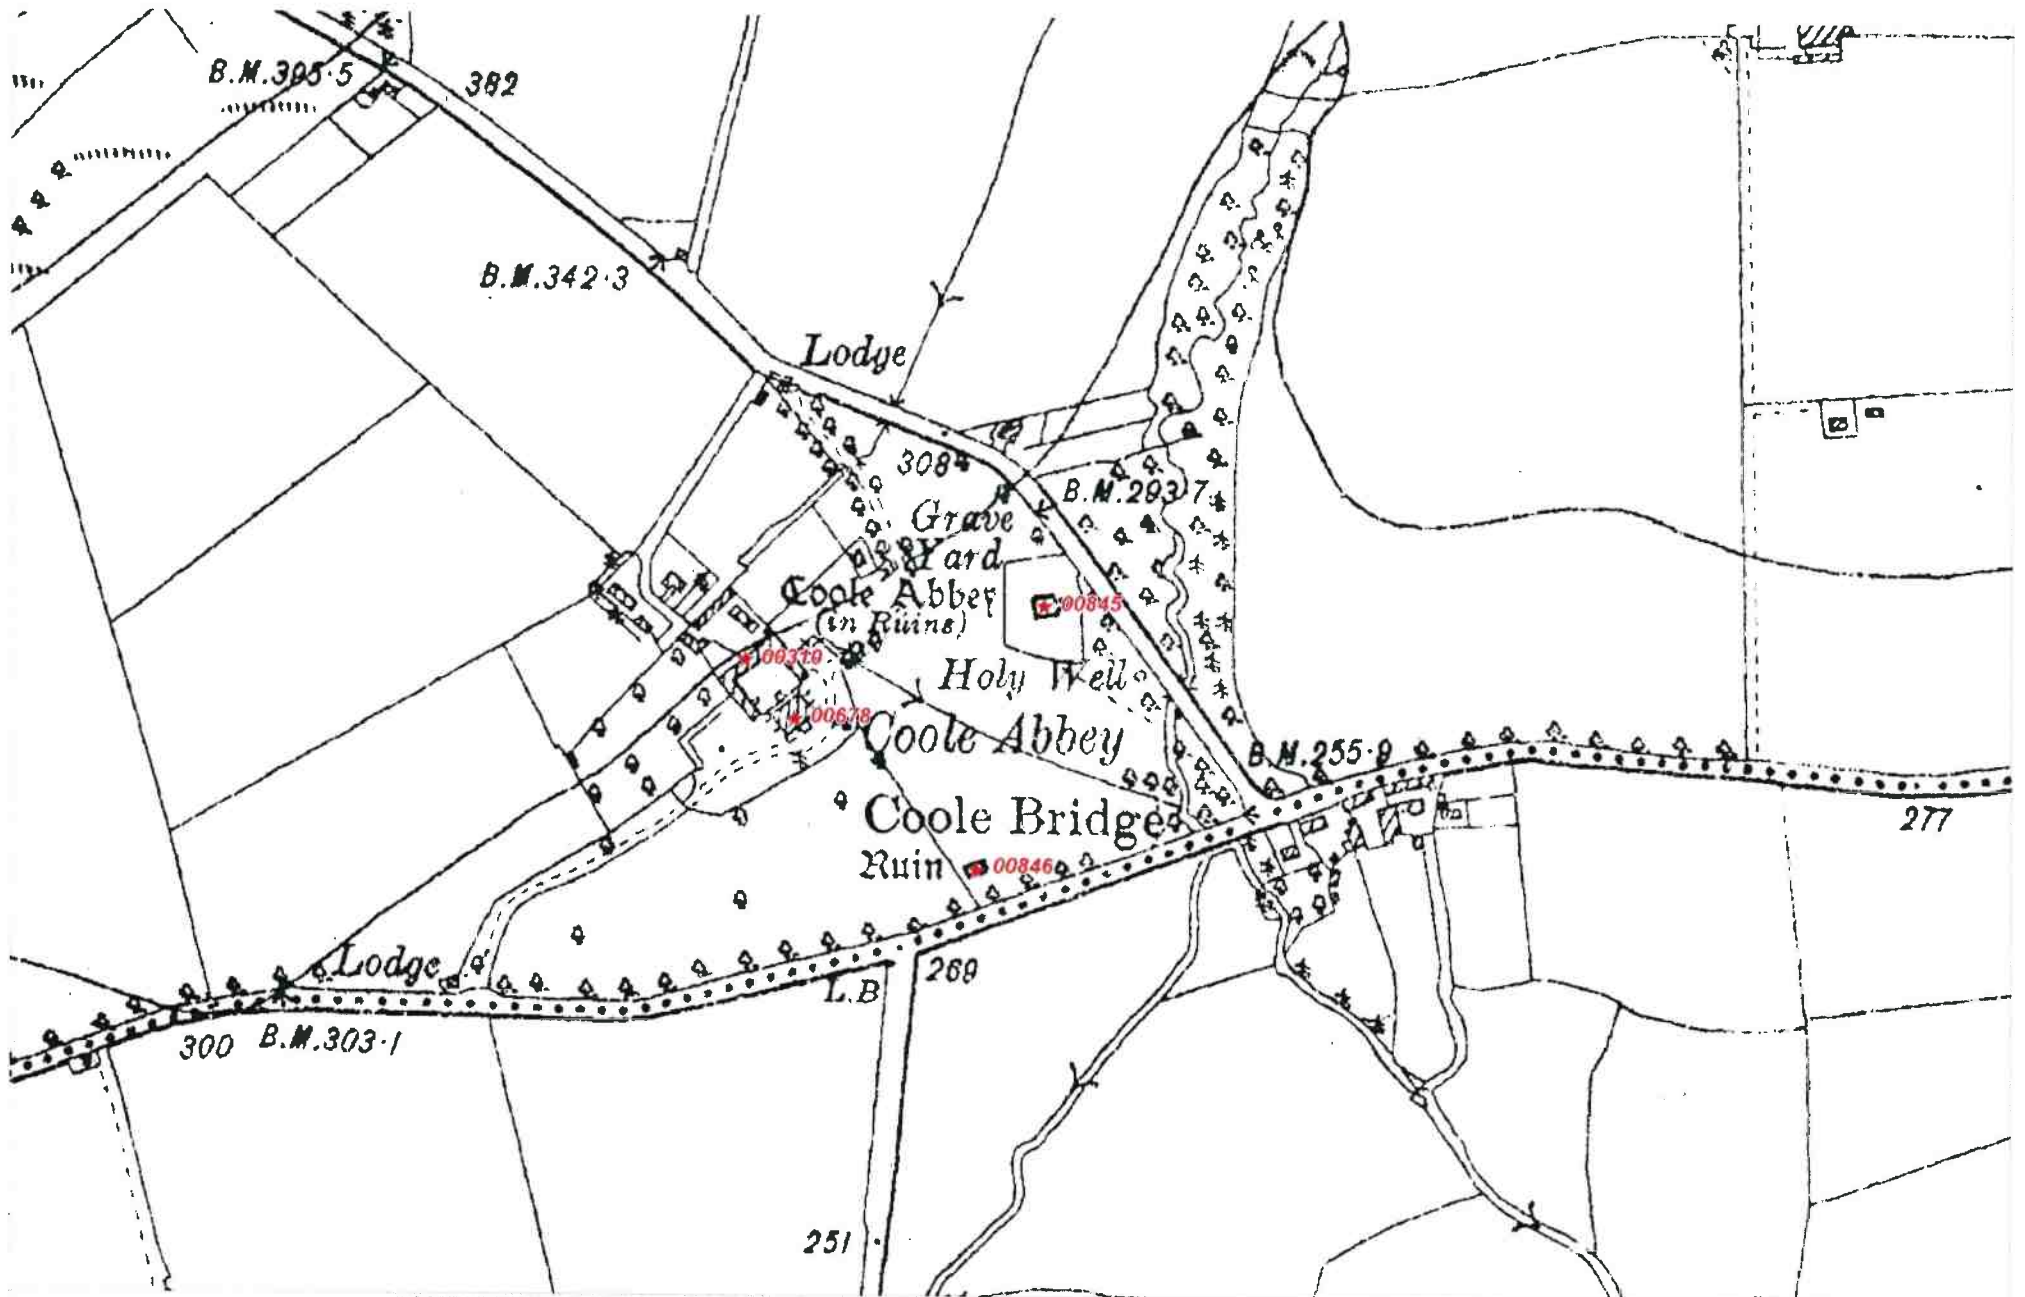 B.M.395·5
382
B.M.342·3
Lodge
308
B.M.293·7
Grave
Yard
Coole Abbey
(in Ruins)
00845
00310
Holy Well
00678
Coole Abbey
B.M.255·9
Coole Bridge
277
Ruin
00846
Lodge
269
L.B
300
B.M.303·1
251